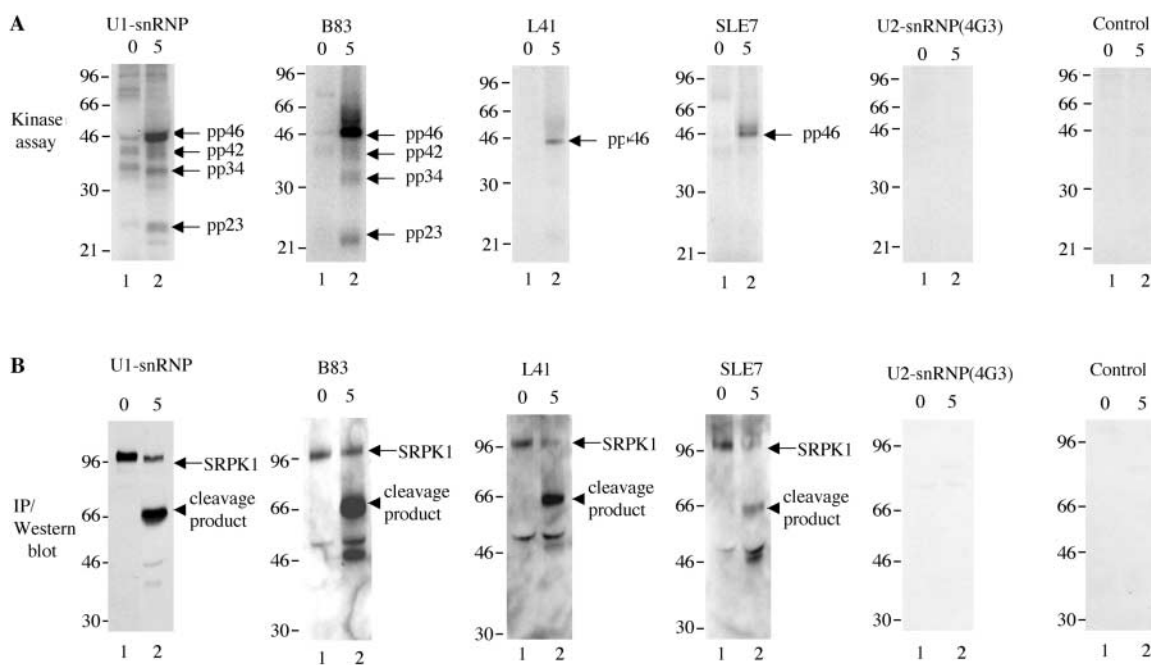 A
U1-snRNP B83 L41 SLE7 U2-snRNP(4G3) Control
0 5 0 5 0 5 0 5 0 5 0 5
Kinase assay
96 66 46 30 21
pp46 pp42 pp34 pp23
96 66 46 30 21
pp46 pp42 pp34 pp23
96 66 46 30 21
pp46
96 66 46 30 21
pp46
96 66 46 30 21
96 66 46 30 21
1 2 1 2 1 2 1 2 1 2 1 2
B
U1-snRNP B83 L41 SLE7 U2-snRNP(4G3) Control
0 5 0 5 0 5 0 5 0 5 0 5
IP/ Western blot
96 66 46 30
SRPK1 cleavage product
96 66 46 30
SRPK1 cleavage product
96 66 46 30
SRPK1 cleavage product
96 66 46 30
SRPK1 cleavage product
96 66 46 30
96 66 46 30
1 2 1 2 1 2 1 2 1 2 1 2